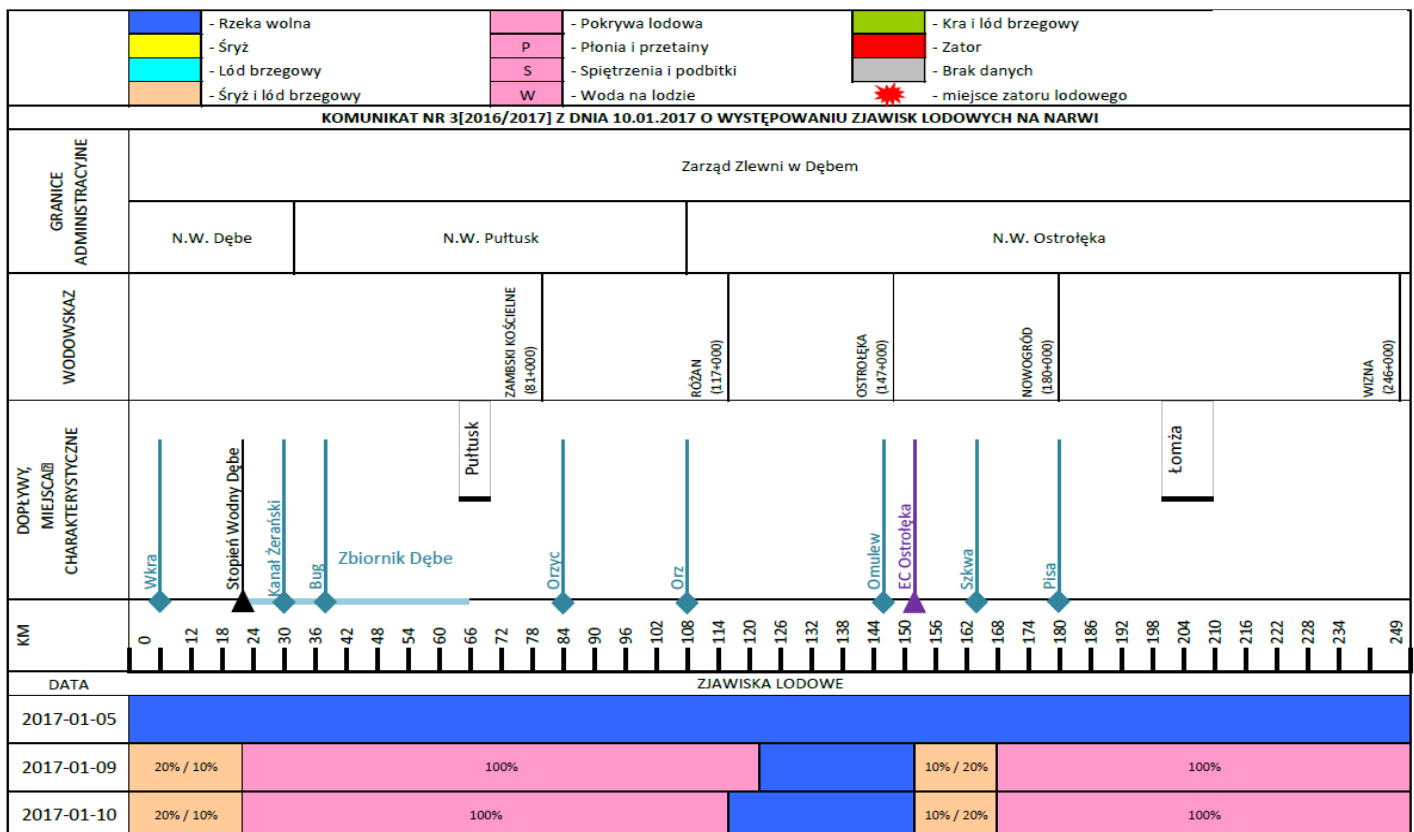 - Rzeka wolna
- Pokrywa lodowa
- Kra i lód brzegowy
- Śryż
P - Płonia i przetainy
- Zator
- Lód brzegowy
S - Spiętrzenia i podbitki
- Brak danych
- Śryż i lód brzegowy
W - Woda na lodzie
- miejsce zatoru lodowego
KOMUNIKAT NR 3[2016/2017] Z DNIA 10.01.2017 O WYSTĘPOWANIU ZJAWISK LODOWYCH NA NARWI
GRANICE
ADMINISTRACYJNE
Zarząd Zlewni w Dębem
N.W. Dębe
N.W. Pułtusk
N.W. Ostrołęka
WODOWSKAZ
ZAMBSKI KOŚCIELNE
(81+000)
RÓŻAN
(117+000)
OSTROŁĘKA
(147+000)
NOWOGRÓD
(180+000)
WIZNA
(246+000)
DOPŁYWY,
MIEJSCA
CHARAKTERYSTYCZNE
Wkra
Stopień Wodny Dębe
Kanał Żerański
Bug
Zbiornik Dębe
Pułtusk
Orzyc
Orz
Omulew
EC Ostrołęka
Szkwa
Pisa
Łomża
KM
0 12 18 24 30 36 42 48 54 60 66 72 78 84 90 96 102 108 114 120 126 132 138 144 150 156 162 168 174 180 186 192 198 204 210 216 222 228 234 249
DATA
ZJAWISKA LODOWE
2017-01-05
2017-01-09 20% / 10% 100% 10% / 20% 100%
2017-01-10 20% / 10% 100% 10% / 20% 100%